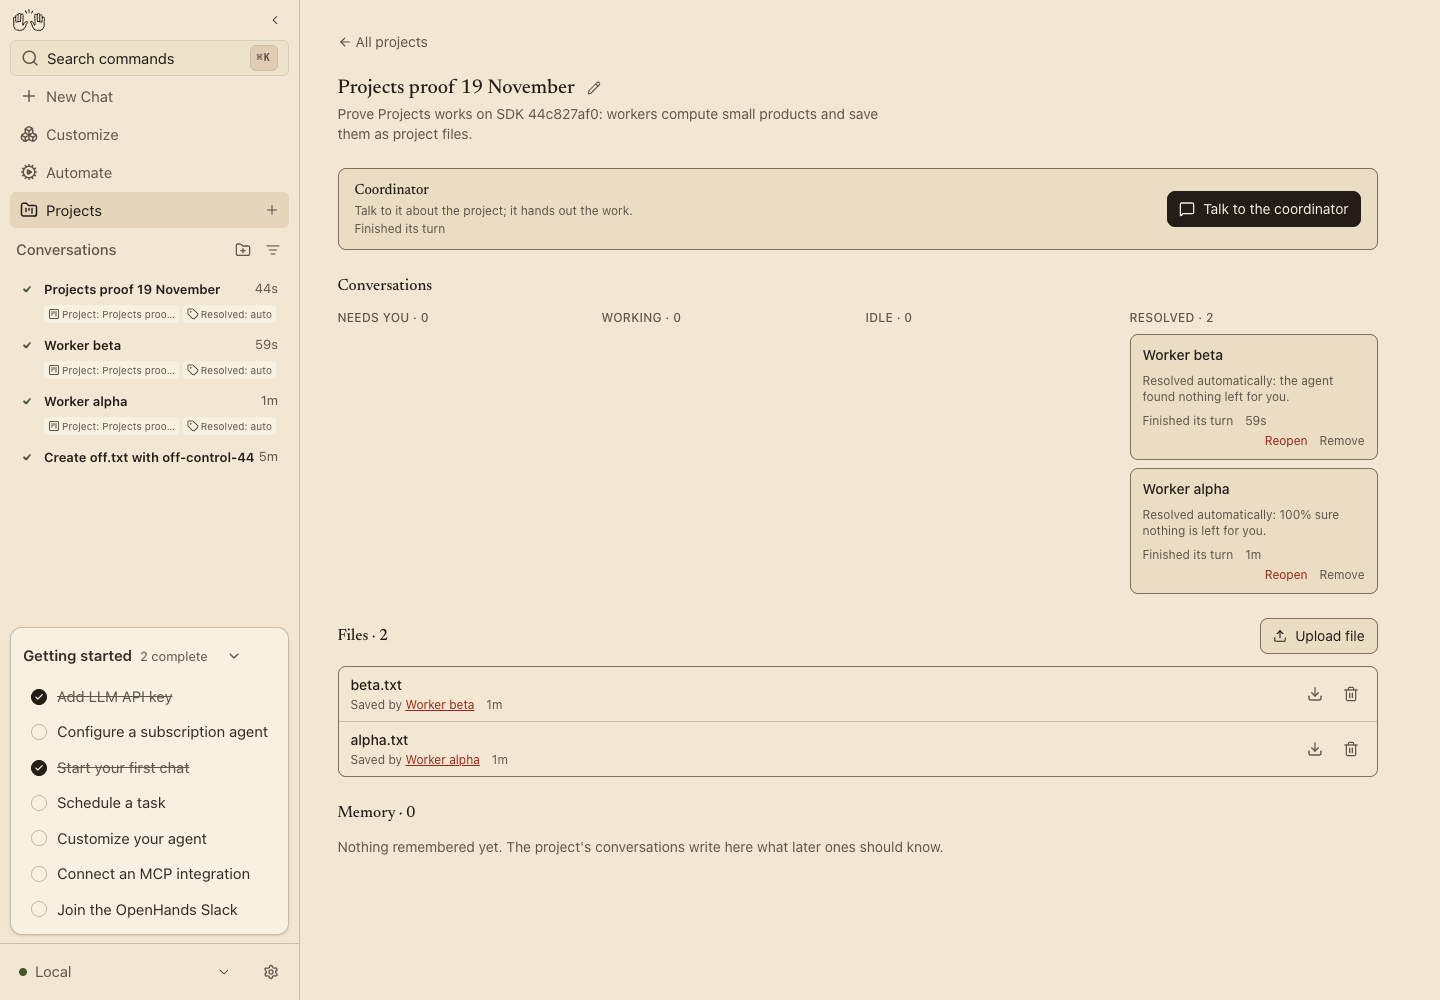 Search commands
⌘K
New Chat
Customize
Automate
Projects
Conversations
Projects proof 19 November 44s
Project: Projects proo... Resolved: auto
Worker beta 59s
Project: Projects proo... Resolved: auto
Worker alpha 1m
Project: Projects proo... Resolved: auto
Create off.txt with off-control-44 5m
Getting started 2 complete
Add LLM API key
Configure a subscription agent
Start your first chat
Schedule a task
Customize your agent
Connect an MCP integration
Join the OpenHands Slack
Local
← All projects
Projects proof 19 November
Prove Projects works on SDK 44c827af0: workers compute small products and save
them as project files.
Coordinator
Talk to it about the project; it hands out the work.
Finished its turn
Talk to the coordinator
Conversations
NEEDS YOU · 0
WORKING · 0
IDLE · 0
RESOLVED · 2
Worker beta
Resolved automatically: the agent
found nothing left for you.
Finished its turn 59s
Reopen Remove
Worker alpha
Resolved automatically: 100% sure
nothing is left for you.
Finished its turn 1m
Reopen Remove
Files · 2
Upload file
beta.txt
Saved by Worker beta 1m
alpha.txt
Saved by Worker alpha 1m
Memory · 0
Nothing remembered yet. The project's conversations write here what later ones should know.